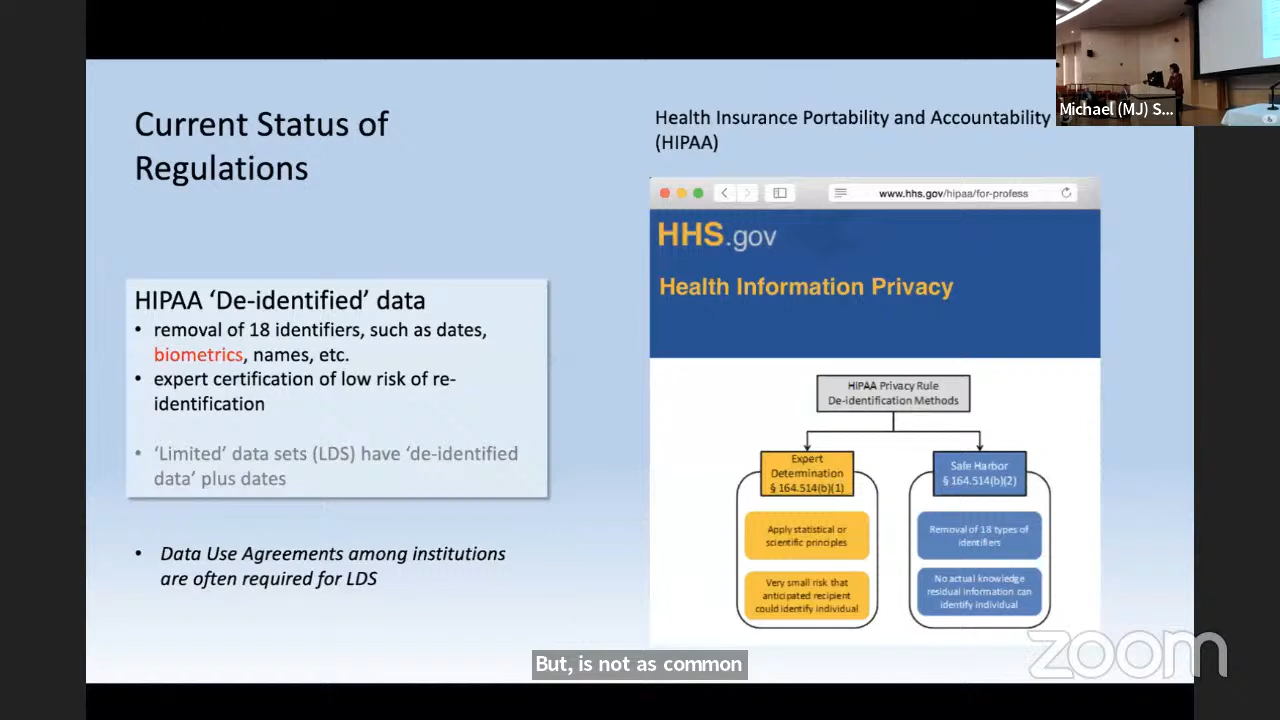 Current Status of
Regulations
Health Insurance Portability and Accountability
(HIPAA)
Michael (MJ) S...
www.hhs.gov/hipaa/for-profess
HHS.gov
Health Information Privacy
HIPAA ‘De-identified’ data
• removal of 18 identifiers, such as dates,
biometrics, names, etc.
• expert certification of low risk of re-
identification
• ‘Limited’ data sets (LDS) have ‘de-identified
data’ plus dates
• Data Use Agreements among institutions
are often required for LDS
HIPAA Privacy Rule
De-identification Methods
Expert
Determination
§ 164.514(b)(1)
Apply statistical or
scientific principles
Very small risk that
anticipated recipient
could identify individual
Safe Harbor
§ 164.514(b)(2)
Removal of 18 types of
identifiers
No actual knowledge
residual information can
identify individual
But, is not as common
zoom